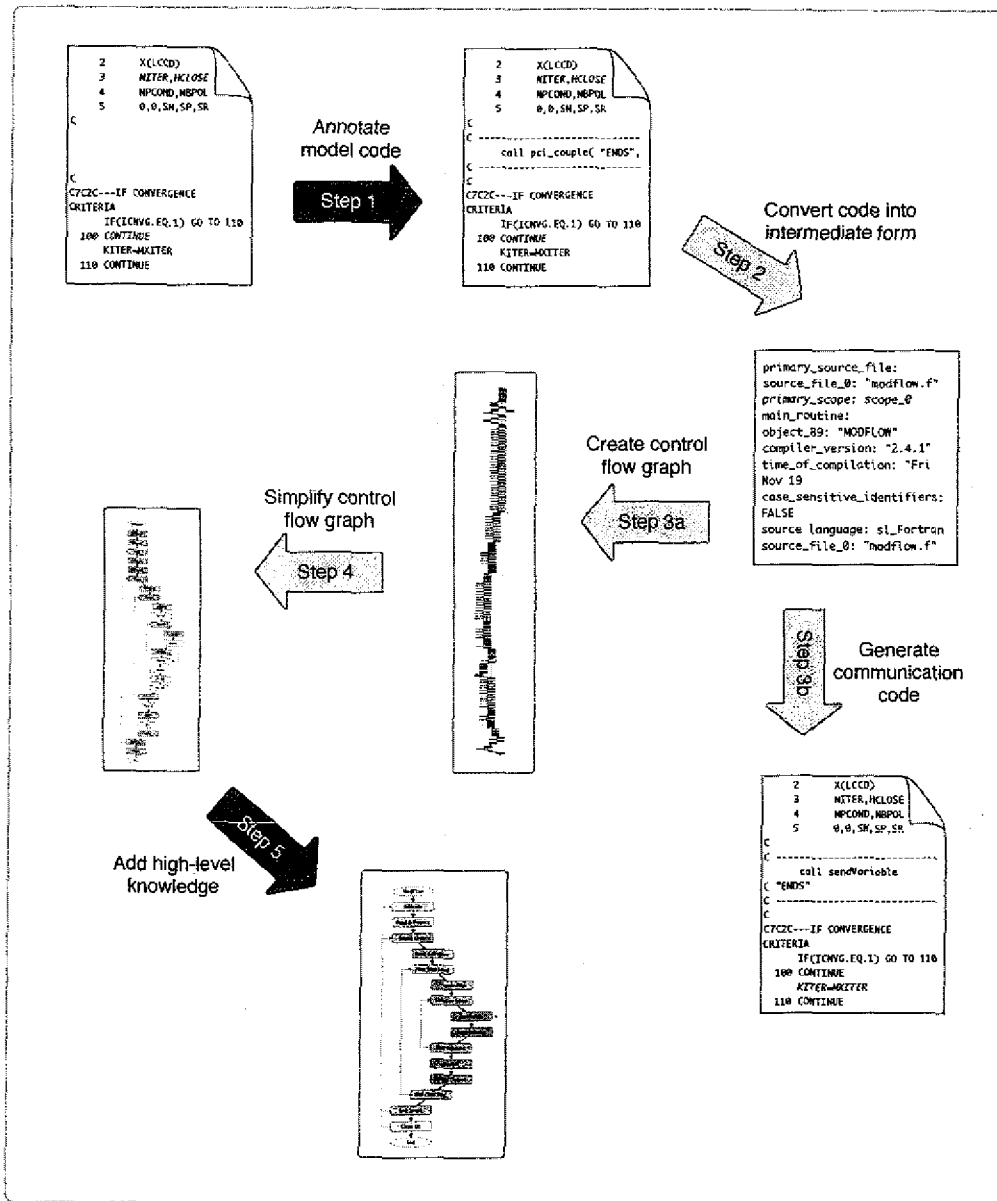 2 X(LCCD)
3 NITER,HCLOSE
4 NPCOND,NBPOL
5 0,0,SN,SP,SR
C
C
C7C2C---IF CONVERGENCE
CRITERIA
IF(ICNVG.EQ.1) GO TO 110
100 CONTINUE
KITER=MXITER
110 CONTINUE
Annotate
model code
Step 1
2 X(LCCD)
3 NITER,HCLOSE
4 NPCOND,NBPOL
5 0,0,SN,SP,SR
C
C --------------------------------
call pci_couple( "ENDS",
C --------------------------------
C
C7C2C---IF CONVERGENCE
CRITERIA
IF(ICNVG.EQ.1) GO TO 110
100 CONTINUE
KITER=MXITER
110 CONTINUE
Convert code into
intermediate form
Step 2
primary_source_file:
source_file_0: "modflow.f"
primary_scope: scope_0
main_routine:
object_89: "MODFLOW"
compiler_version: "2.4.1"
time_of_compilation: "Fri
Nov 19
case_sensitive_identifiers:
FALSE
source language: sl_Fortran
source_file_0: "modflow.f"
Create control
flow graph
Step 3a
Simplify control
flow graph
Step 4
Step 3b
Generate
communication
code
2 X(LCCD)
3 NITER,HCLOSE
4 NPCOND,NBPOL
5 0,0,SN,SP,SR
C
C --------------------------------
call sendVariable
C "ENDS"
C --------------------------------
C
C7C2C---IF CONVERGENCE
CRITERIA
IF(ICNVG.EQ.1) GO TO 110
100 CONTINUE
KITER=MXITER
110 CONTINUE
Step 5
Add high-level
knowledge